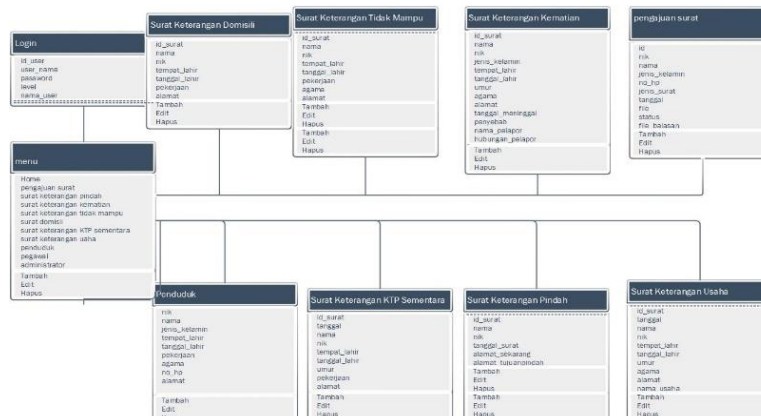 Login
id_user
user_name
password
level
nama_user
Surat Keterangan Domisili
id_surat
nama
nik
tempat_lahir
tanggal_lahir
pekerjaan
alamat
Tambah
Edit
Hapus
Surat Keterangan Tidak Mampu
id_surat
nama
nik
tempat_lahir
tanggal_lahir
pekerjaan
agama
alamat
Tambah
Edit
Hapus
Tambah
Edit
Hapus
Surat Keterangan Kematian
id_surat
nama
nik
jenis_kelamin
tempat_lahir
tanggal_lahir
umur
agama
alamat
tanggal_meninggal
penyebab
nama_pelapor
hubungan_pelapor
Tambah
Edit
Hapus
pengajuan surat
id
nik
nama
jenis_kelamin
no_hp
jenis_surat
tanggal
file
status
file_balasan
Tambah
Edit
Hapus
menu
Home
pengajuan surat
surat keterangan pindah
surat keterangan kematian
surat keterangan tidak mampu
surat domisili
surat keterangan KTP sementara
surat keterangan uaha
penduduk
pegawai
administrator
Tambah
Edit
Hapus
Penduduk
nik
nama
jenis_kelamin
tempat_lahir
tanggal_lahir
pekerjaan
agama
no_hp
alamat
Tambah
Edit
Surat Keterangan KTP Sementara
id_surat
tanggal
nama
nik
tempat_lahir
tanggal_lahir
umur
pekerjaan
alamat
Tambah
Edit
Hapus
Surat Keterangan Pindah
id_surat
nama
nik
tanggal_surat
alamat_sekarang
alamat_tujuanpindah
Tambah
Edit
Hapus
Tambah
Edit
Hapus
Surat Keterangan Usaha
id_surat
tanggal
nama
nik
tempat_lahir
tanggal_lahir
umur
agama
alamat
nama_usaha
Tambah
Edit
Hapus